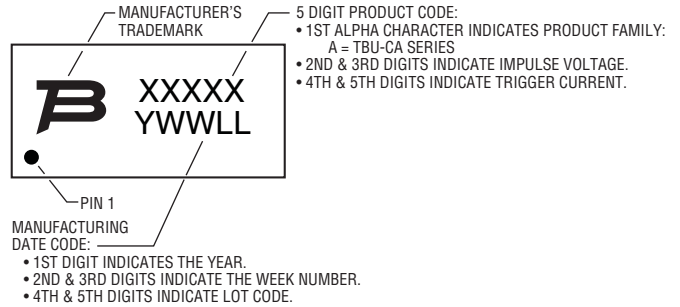 MANUFACTURER'S
TRADEMARK
5 DIGIT PRODUCT CODE:
• 1ST ALPHA CHARACTER INDICATES PRODUCT FAMILY:
A = TBU-CA SERIES
• 2ND & 3RD DIGITS INDICATE IMPULSE VOLTAGE.
• 4TH & 5TH DIGITS INDICATE TRIGGER CURRENT.
XXXXX
YWWLL
PIN 1
MANUFACTURING
DATE CODE:
• 1ST DIGIT INDICATES THE YEAR.
• 2ND & 3RD DIGITS INDICATE THE WEEK NUMBER.
• 4TH & 5TH DIGITS INDICATE LOT CODE.